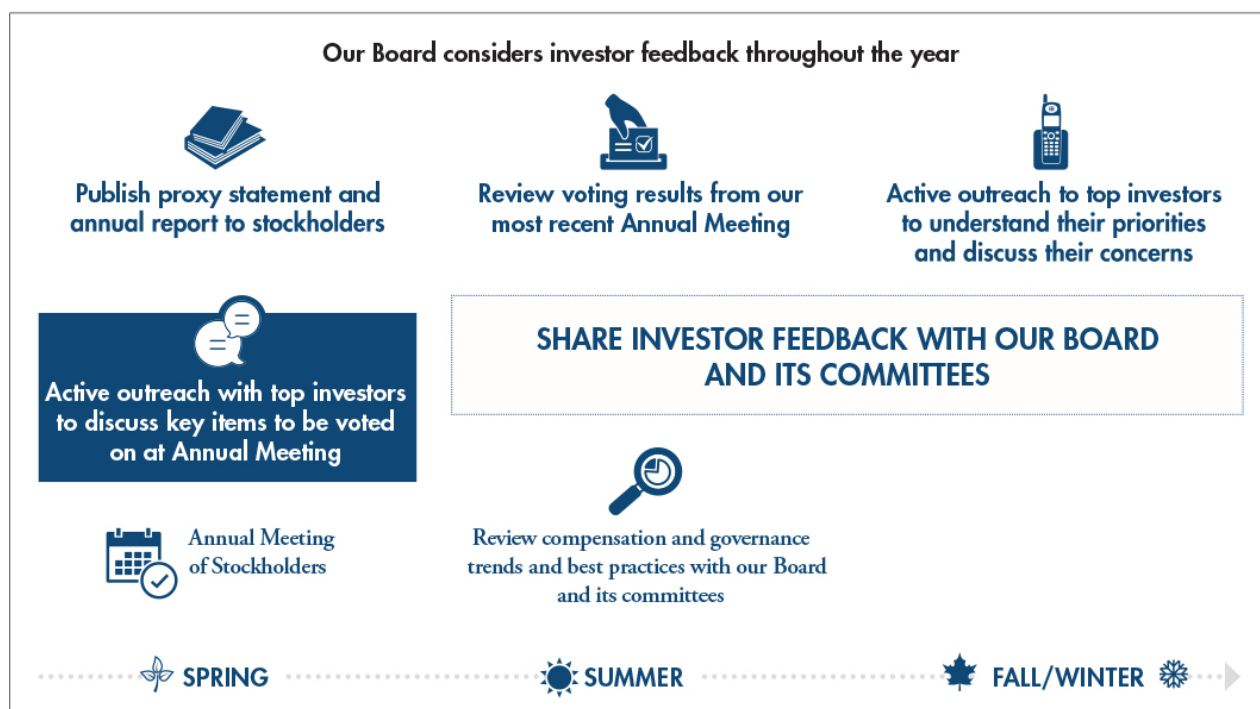 Our Board considers investor feedback throughout the year
Publish proxy statement and
annual report to stockholders
Review voting results from our
most recent Annual Meeting
Active outreach to top investors
to understand their priorities
and discuss their concerns
Active outreach with top investors
to discuss key items to be voted
on at Annual Meeting
SHARE INVESTOR FEEDBACK WITH OUR BOARD
AND ITS COMMITTEES
Annual Meeting
of Stockholders
Review compensation and governance
trends and best practices with our Board
and its committees
SPRING
SUMMER
FALL/WINTER